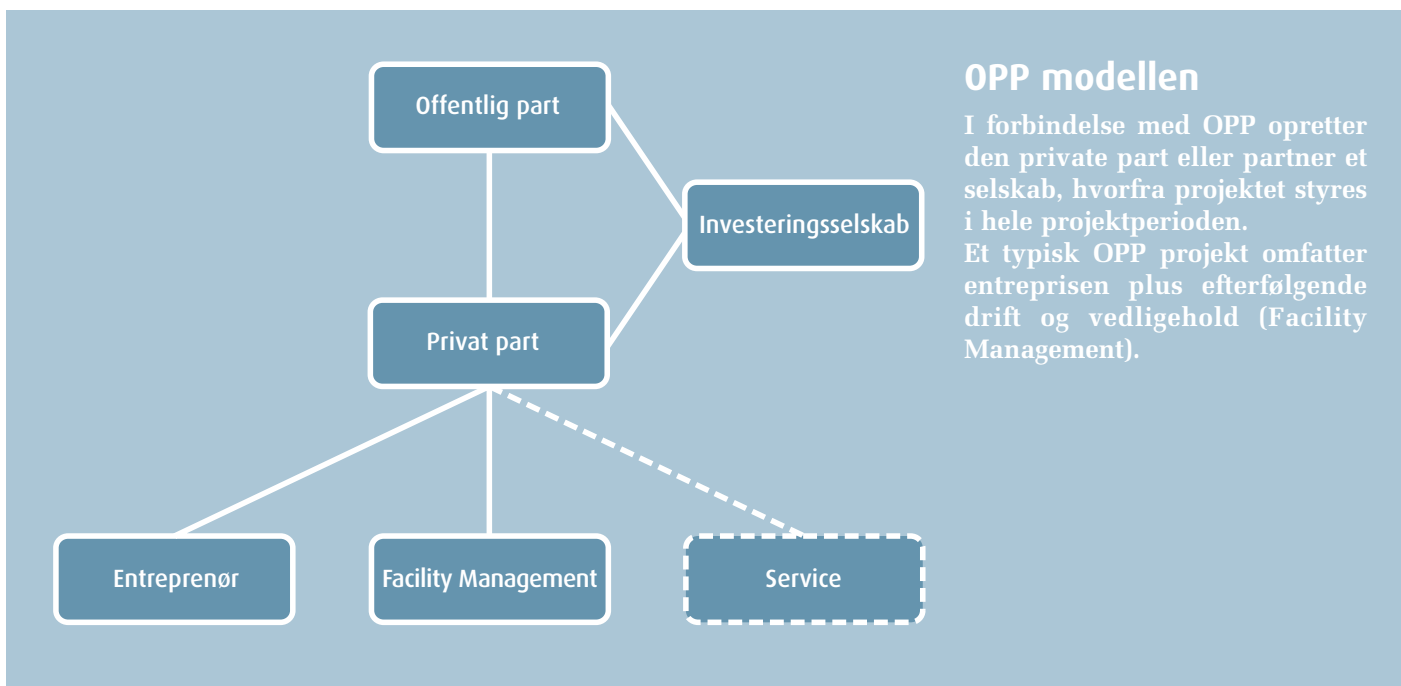 Offentlig part
Investeringsselskab
Privat part
Entreprenør
Facility Management
Service
OPP modellen
I forbindelse med OPP opretter
den private part eller partner et
selskab, hvorfra projektet styres
i hele projektperioden.
Et typisk OPP projekt omfatter
entreprisen plus efterfølgende
drift og vedligehold (Facility
Management).